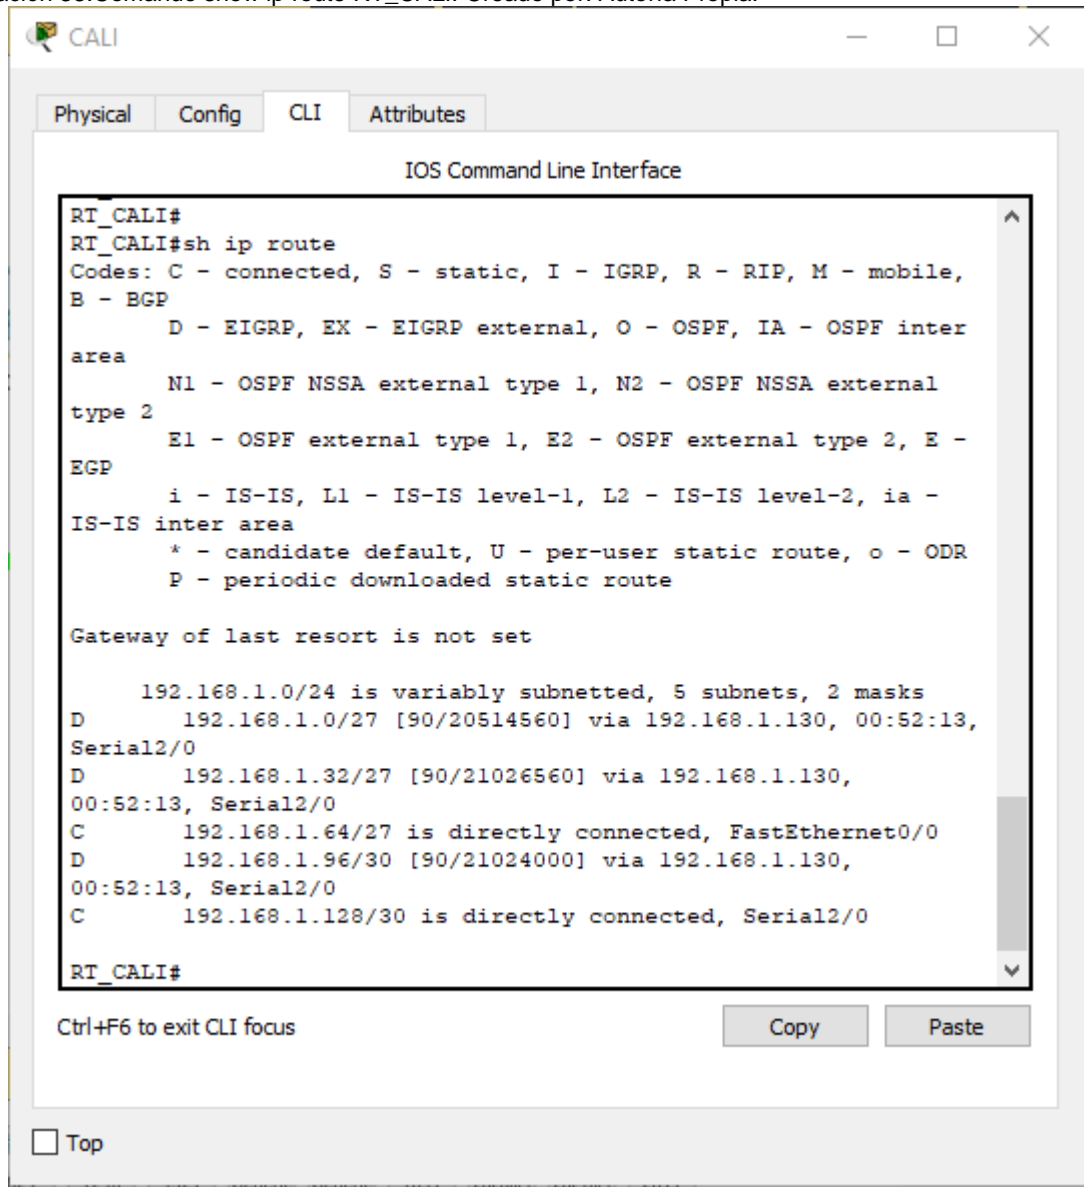 Comando show ip route RT_CALI. Creado por: Autoría Propia.
CALI
Physical Config CLI Attributes
IOS Command Line Interface
RT_CALI#
RT_CALI#sh ip route
Codes: C - connected, S - static, I - IGRP, R - RIP, M - mobile,
B - BGP
D - EIGRP, EX - EIGRP external, O - OSPF, IA - OSPF inter
area
N1 - OSPF NSSA external type 1, N2 - OSPF NSSA external
type 2
E1 - OSPF external type 1, E2 - OSPF external type 2, E -
EGP
i - IS-IS, L1 - IS-IS level-1, L2 - IS-IS level-2, ia -
IS-IS inter area
* - candidate default, U - per-user static route, o - ODR
P - periodic downloaded static route
Gateway of last resort is not set
192.168.1.0/24 is variably subnetted, 5 subnets, 2 masks
D 192.168.1.0/27 [90/20514560] via 192.168.1.130, 00:52:13,
Serial2/0
D 192.168.1.32/27 [90/21026560] via 192.168.1.130,
00:52:13, Serial2/0
C 192.168.1.64/27 is directly connected, FastEthernet0/0
D 192.168.1.96/30 [90/21024000] via 192.168.1.130,
00:52:13, Serial2/0
C 192.168.1.128/30 is directly connected, Serial2/0
RT_CALI#
Ctrl+F6 to exit CLI focus
Copy Paste
Top